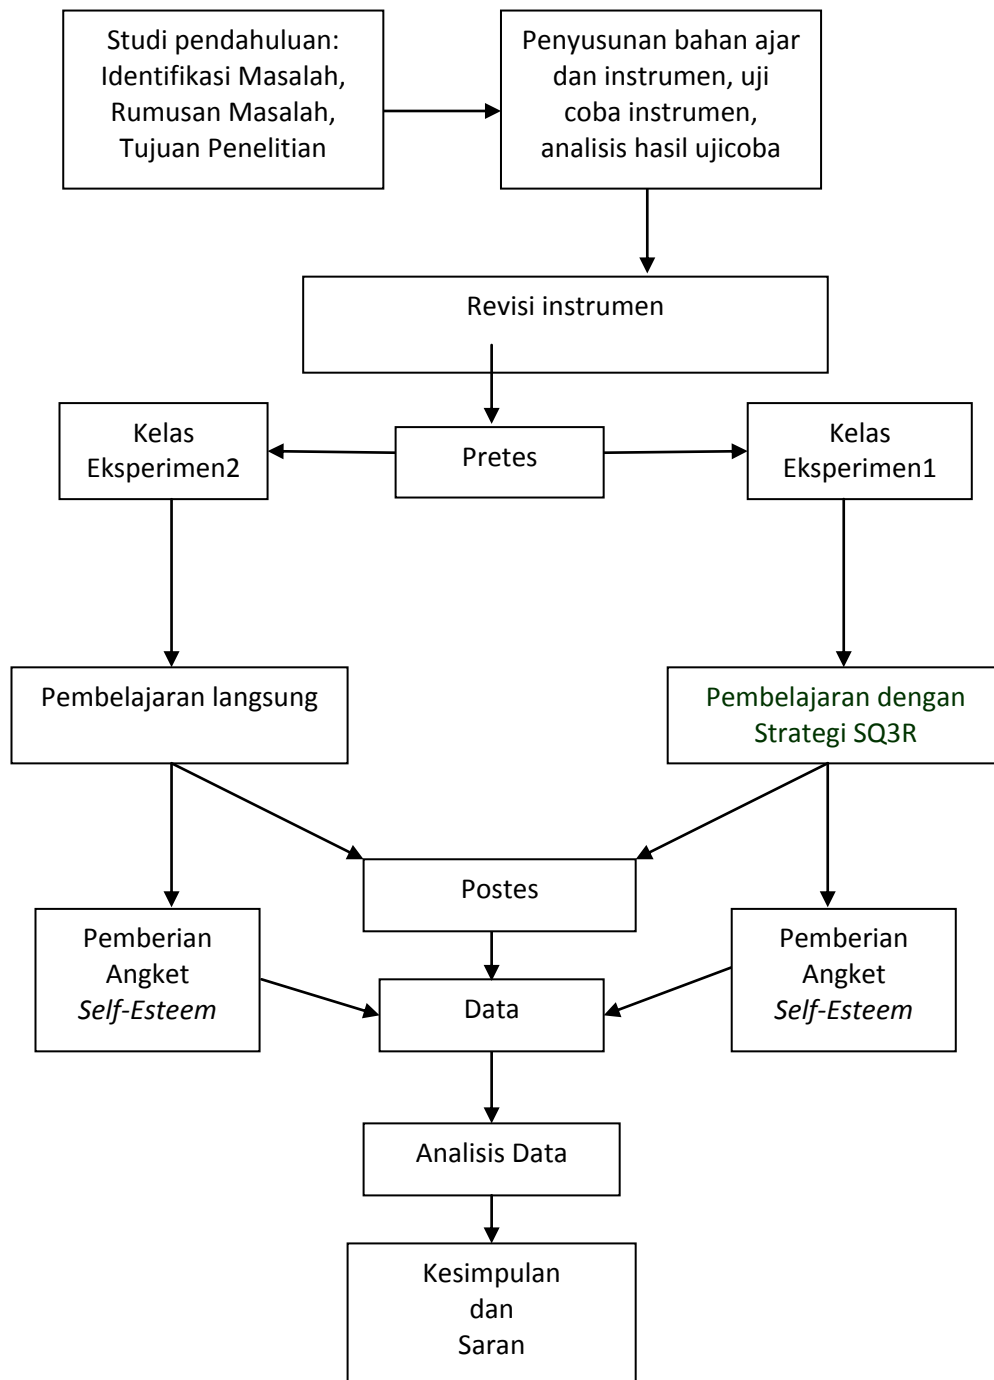 Studi pendahuluan:
Identifikasi Masalah,
Rumusan Masalah,
Tujuan Penelitian
Penyusunan bahan ajar
dan instrumen, uji
coba instrumen,
analisis hasil ujicoba
Revisi instrumen
Kelas
Eksperimen2
Pretes
Kelas
Eksperimen1
Pembelajaran langsung
Pembelajaran dengan
Strategi SQ3R
Postes
Pemberian
Angket
Self-Esteem
Data
Pemberian
Angket
Self-Esteem
Analisis Data
Kesimpulan
dan
Saran